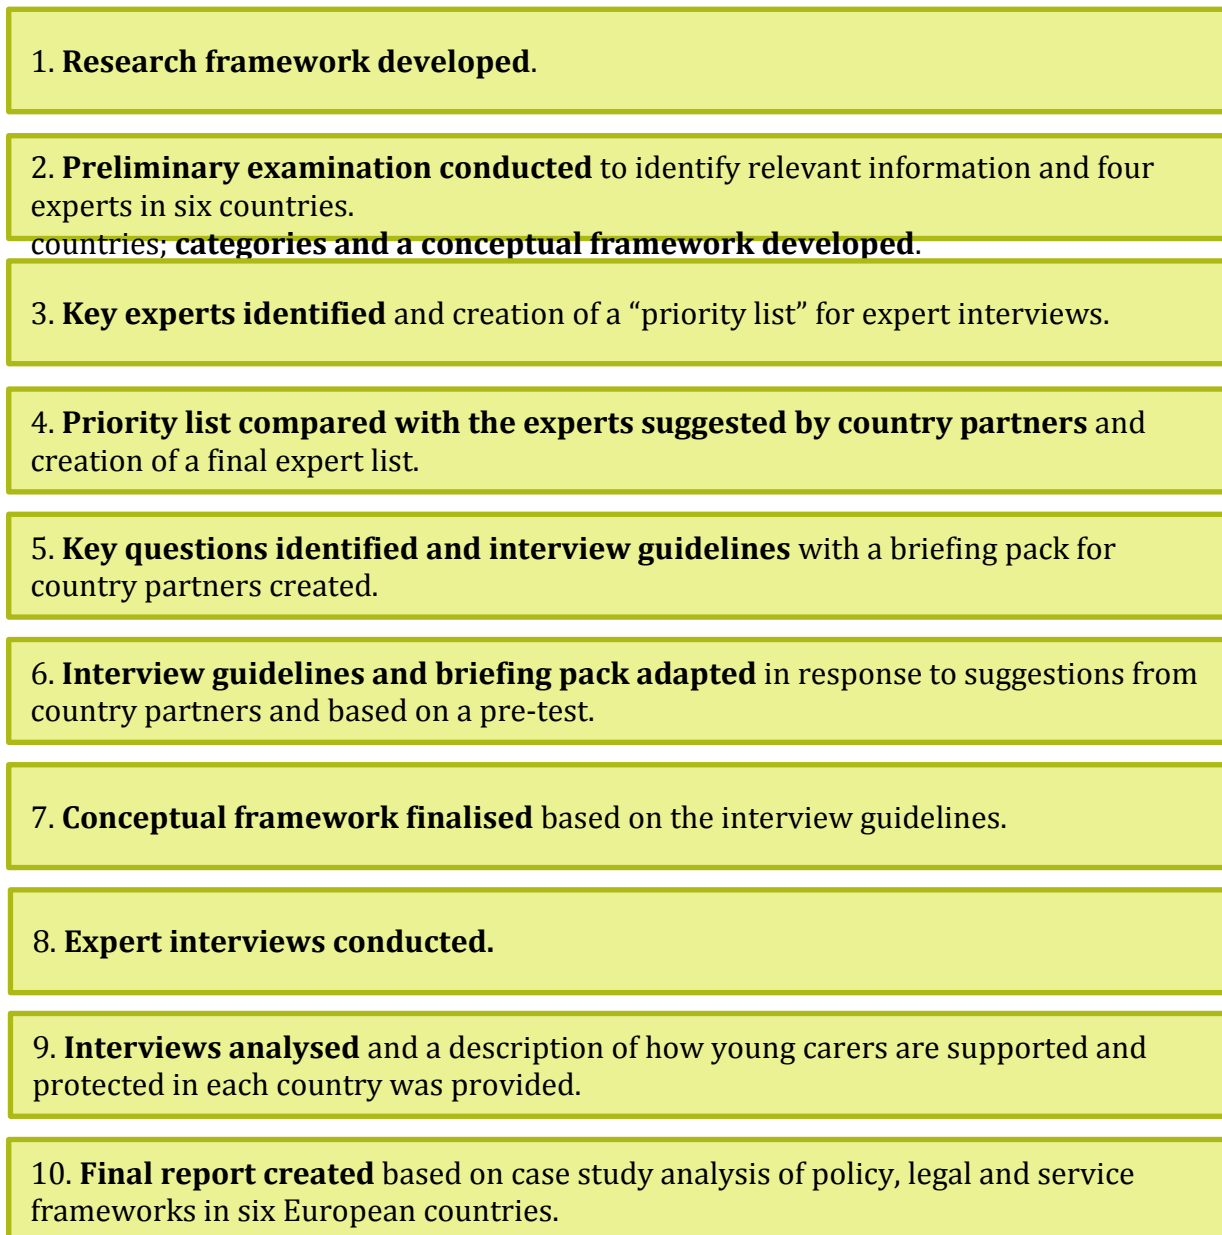 1. Research framework developed.
2. Preliminary examination conducted to identify relevant information and four
experts in six countries.
countries; categories and a conceptual framework developed.
3. Key experts identified and creation of a “priority list” for expert interviews.
4. Priority list compared with the experts suggested by country partners and
creation of a final expert list.
5. Key questions identified and interview guidelines with a briefing pack for
country partners created.
6. Interview guidelines and briefing pack adapted in response to suggestions from
country partners and based on a pre-test.
7. Conceptual framework finalised based on the interview guidelines.
8. Expert interviews conducted.
9. Interviews analysed and a description of how young carers are supported and
protected in each country was provided.
10. Final report created based on case study analysis of policy, legal and service
frameworks in six European countries.